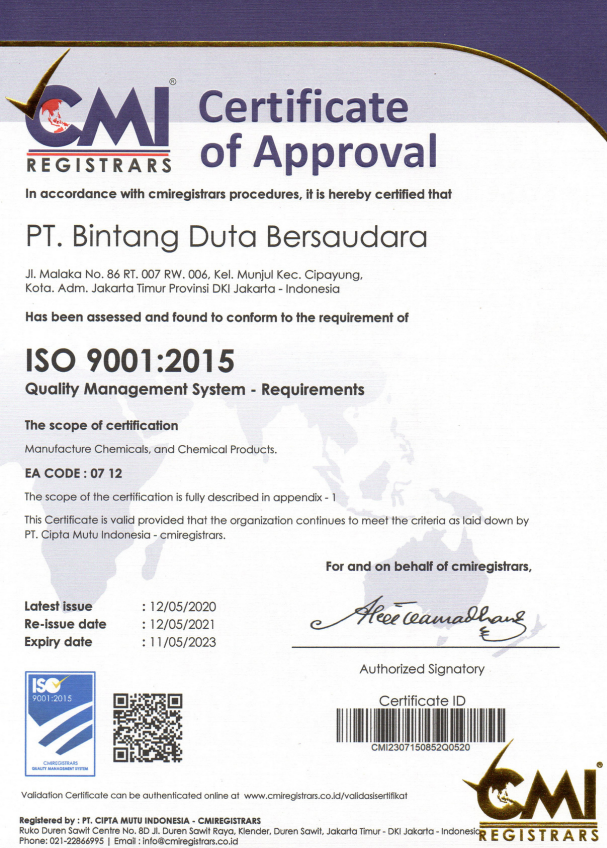 CMI ®
REGISTRARS
Certificate
of Approval
In accordance with cmiregistrars procedures, it is hereby certified that
PT. Bintang Duta Bersaudara
Jl. Malaka No. 86 RT. 007 RW. 006, Kel. Munjul Kec. Cipayung,
Kota. Adm. Jakarta Timur Provinsi DKI Jakarta - Indonesia
Has been assessed and found to conform to the requirement of
ISO 9001:2015
Quality Management System - Requirements
The scope of certification
Manufacture Chemicals, and Chemical Products.
EA CODE : 07 12
The scope of the certification is fully described in appendix - 1
This Certificate is valid provided that the organization continues to meet the criteria as laid down by
PT. Cipta Mutu Indonesia - cmiregistrars.
For and on behalf of cmiregistrars,
Latest issue : 12/05/2020
Re-issue date : 12/05/2021
Expiry date : 11/05/2023
Authorized Signatory
Certificate ID
CMI2307150852Q0520
ISO
9001:2015
CMIREGISTRARS
QUALITY MANAGEMENT SYSTEM
Validation Certificate can be authenticated online at www.cmiregistrars.co.id/validasisertifikat
Registered by : PT. CIPTA MUTU INDONESIA - CMIREGISTRARS
Ruko Duren Sawit Centre No. 8D Jl. Duren Sawit Raya, Klender, Duren Sawit, Jakarta Timur - DKI Jakarta - Indonesia
Phone: 021-22866995 | Email : info@cmiregistrars.co.id
CMI ®
REGISTRARS